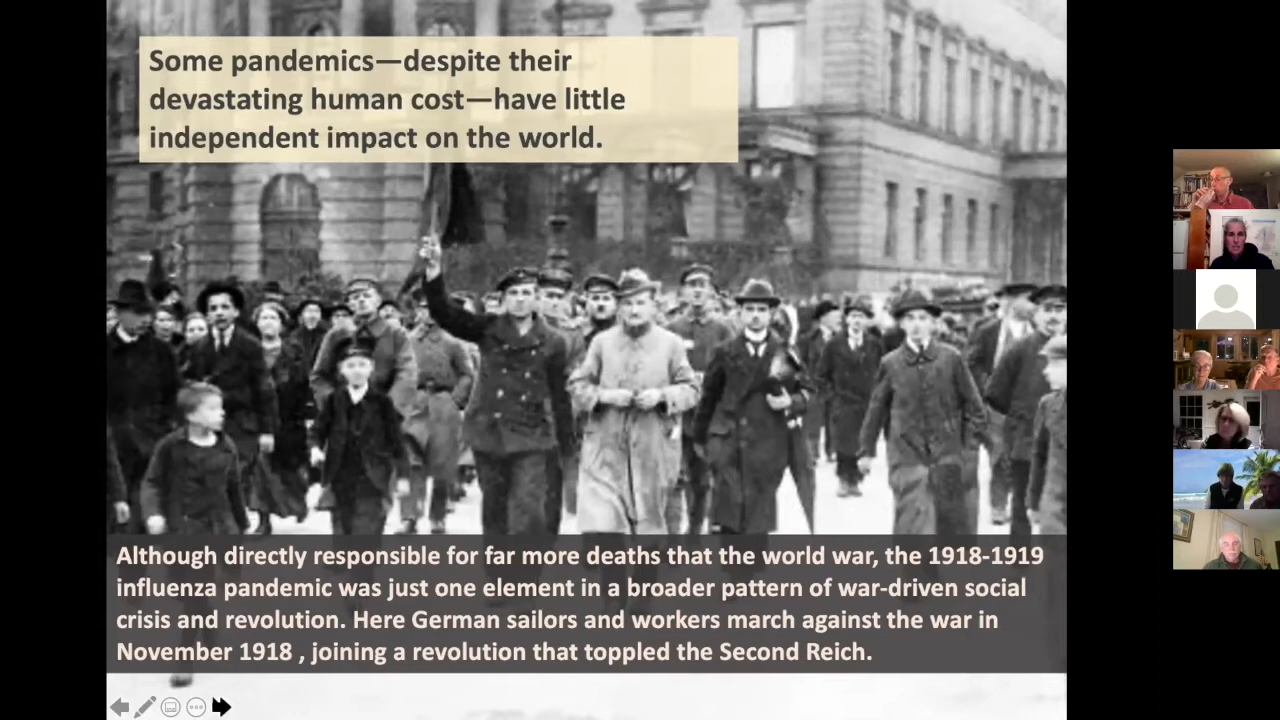 Some pandemics—despite their
devastating human cost—have little
independent impact on the world.
Although directly responsible for far more deaths that the world war, the 1918-1919
influenza pandemic was just one element in a broader pattern of war-driven social
crisis and revolution. Here German sailors and workers march against the war in
November 1918 , joining a revolution that toppled the Second Reich.